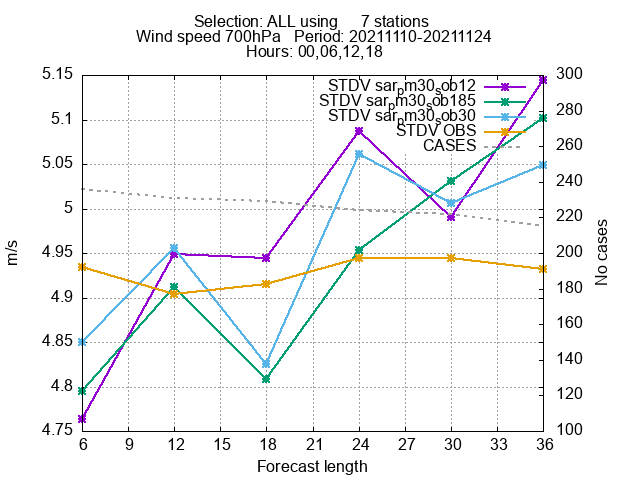 Selection: ALL using 7 stations
Wind speed 700hPa Period: 20211110-20211124
Hours: 00,06,12,18
5.15 300
STDV sarpm30sob12
5.1 280
STDV sarpm30sob185
STDV sarpm30sob30
260
STDV OBS
CASES
5.05 240
5 220
4.95 200
m/s
No cases
4.9 180
160
4.85 140
4.8 120
4.75 100
6 9 12 15 18 21 24 27 30 33 36
Forecast length